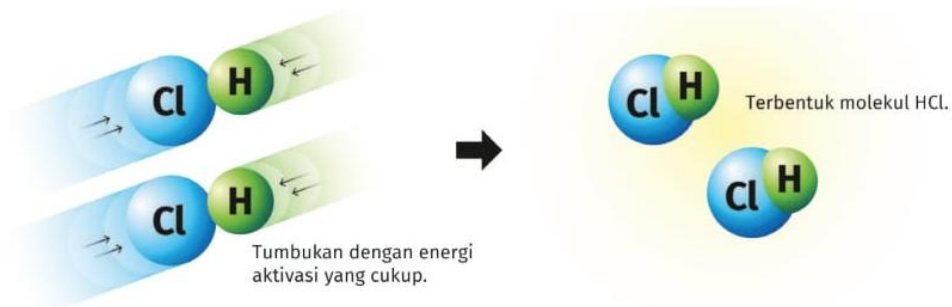 Cl H
Cl H
Tumbukan dengan energi
aktivasi yang cukup.
Cl H
Terbentuk molekul HCl.
Cl H